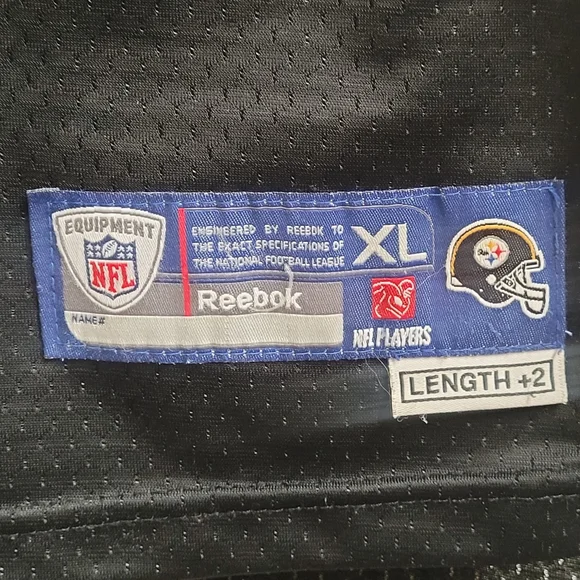 EQUIPMENT
NFL
ENGINEERED BY REEBOK TO
THE EXACT SPECIFICATIONS OF
THE NATIONAL FOOTBALL LEAGUE
XL
Reebok
NAME#
NFL PLAYERS
LENGTH +2